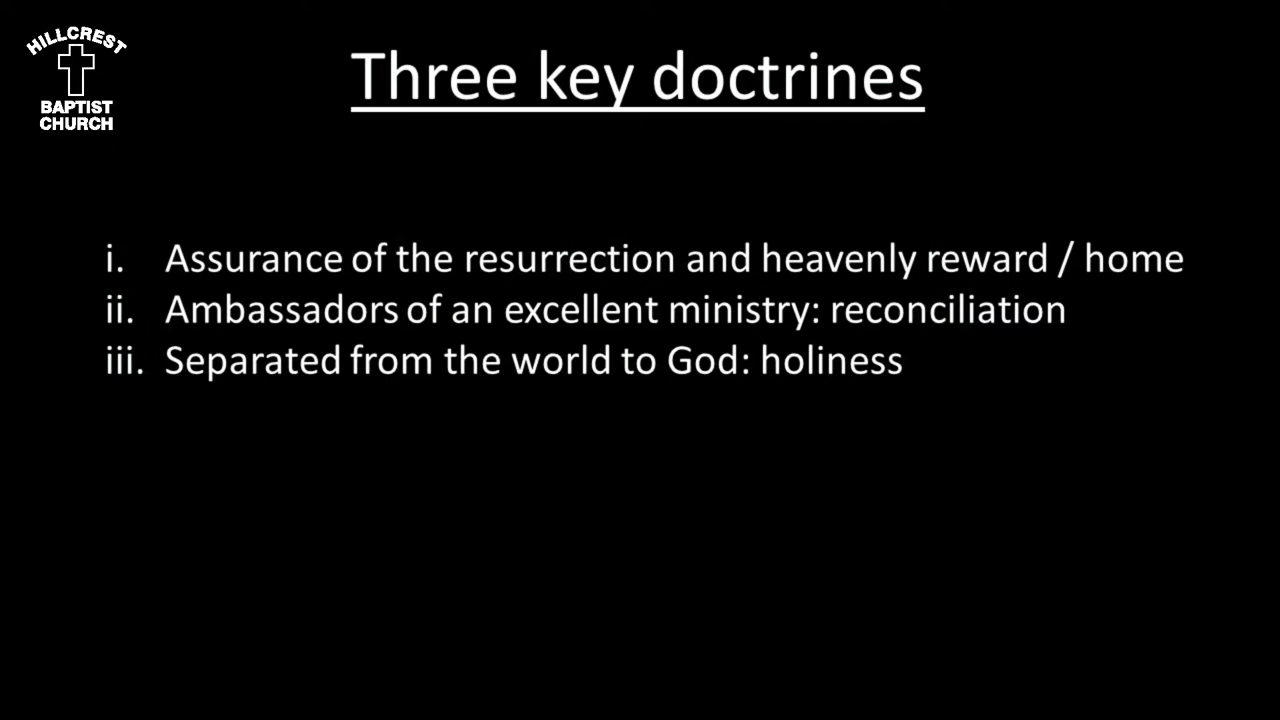 HILLCREST
BAPTIST
CHURCH
Three key doctrines
i. Assurance of the resurrection and heavenly reward / home
ii. Ambassadors of an excellent ministry: reconciliation
iii. Separated from the world to God: holiness